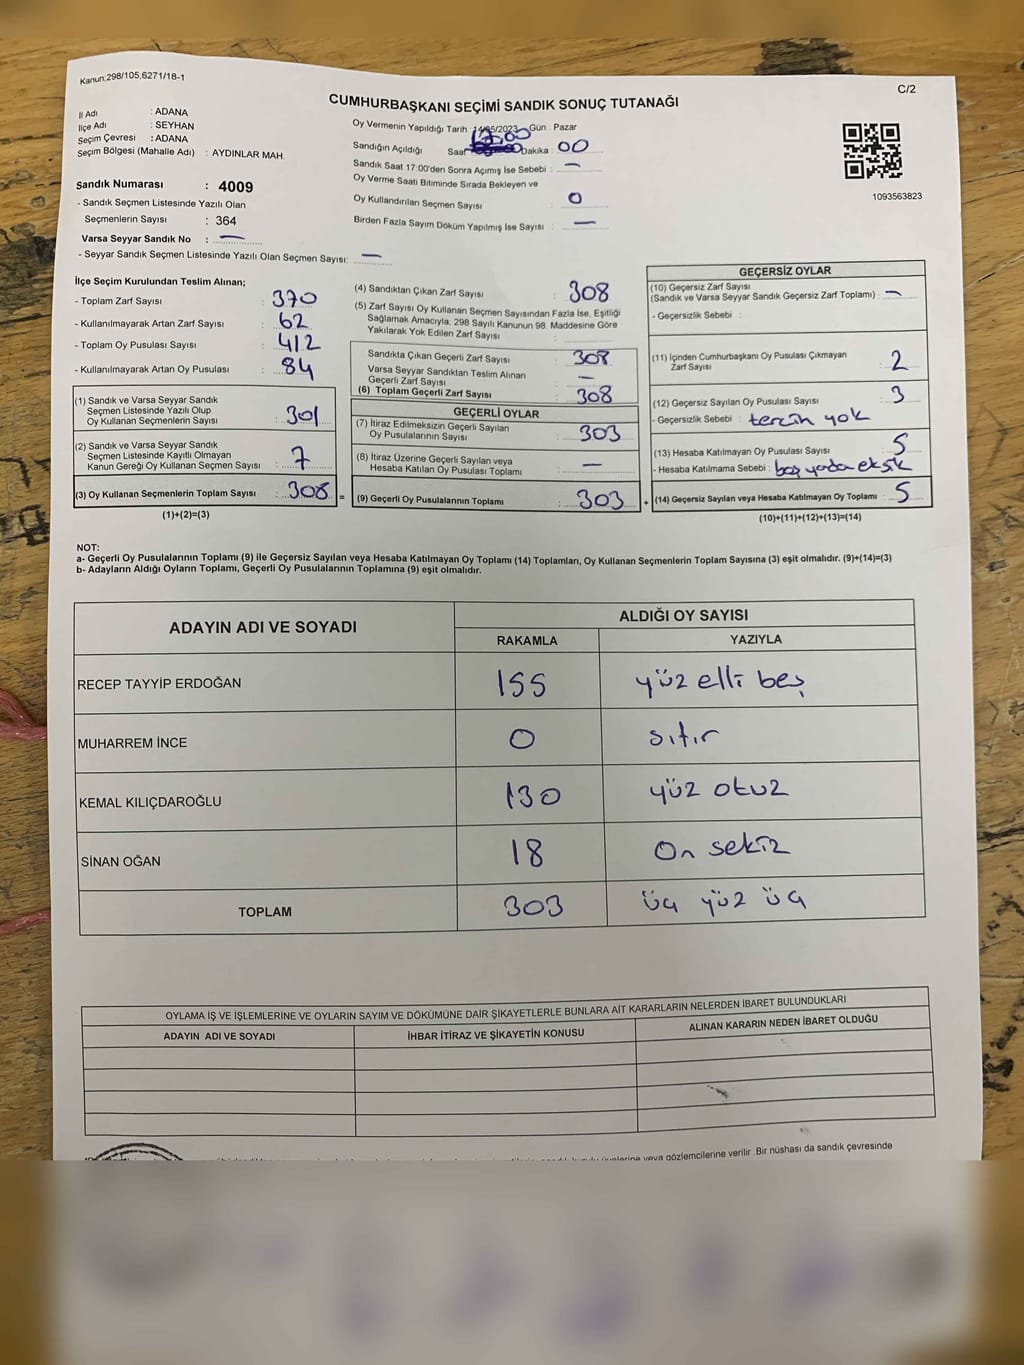 Kanun;298/105,6271/18-1
C/2
CUMHURBAŞKANI SEÇİMİ SANDIK SONUÇ TUTANAĞI
İl Adı : ADANA
İlçe Adı : SEYHAN
Seçim Çevresi : ADANA
Seçim Bölgesi (Mahalle Adı) : AYDINLAR MAH.
Sandık Numarası : 4009
- Sandık Seçmen Listesinde Yazılı Olan
Seçmenlerin Sayısı : 364
Varsa Seyyar Sandık No : —
- Seyyar Sandık Seçmen Listesinde Yazılı Olan Seçmen Sayısı: —
Oy Vermenin Yapıldığı Tarih : 14/05/2023 Gün : Pazar
Sandığın Açıldığı Saat 17:00 Dakika : 00
Sandık Saat 17:00'den Sonra Açımış İse Sebebi : —
Oy Verme Saati Bitiminde Sırada Bekleyen ve
Oy Kullandırılan Seçmen Sayısı : 0
Birden Fazla Sayım Döküm Yapılmış İse Sayısı : —
1093563823
İlçe Seçim Kurulundan Teslim Alınan;
- Toplam Zarf Sayısı : 370
- Kullanılmayarak Artan Zarf Sayısı : 62
- Toplam Oy Pusulası Sayısı : 412
- Kullanılmayarak Artan Oy Pusulası : 84
(1) Sandık ve Varsa Seyyar Sandık
Seçmen Listesinde Yazılı Olup
Oy Kullanan Seçmenlerin Sayısı : 301
(2) Sandık ve Varsa Seyyar Sandık
Seçmen Listesinde Kayıtlı Olmayan
Kanun Gereği Oy Kullanan Seçmen Sayısı : 7
(3) Oy Kullanan Seçmenlerin Toplam Sayısı : 308 =
(1)+(2)=(3)
(4) Sandıktan Çıkan Zarf Sayısı : 308
(5) Zarf Sayısı Oy Kullanan Seçmen Sayısından Fazla İse, Eşitliği
Sağlamak Amacıyla, 298 Sayılı Kanunun 98. Maddesine Göre
Yakılarak Yok Edilen Zarf Sayısı :
Sandıkta Çıkan Geçerli Zarf Sayısı : 308
Varsa Seyyar Sandıktan Teslim Alınan
Geçerli Zarf Sayısı : —
(6) Toplam Geçerli Zarf Sayısı : 308
GEÇERLİ OYLAR
(7) İtiraz Edilmeksizin Geçerli Sayılan
Oy Pusulalarının Sayısı : 303
(8) İtiraz Üzerine Geçerli Sayılan veya
Hesaba Katılan Oy Pusulası Toplamı : —
(9) Geçerli Oy Pusulalarının Toplamı : 303 +
GEÇERSİZ OYLAR
(10) Geçersiz Zarf Sayısı
(Sandık ve Varsa Seyyar Sandık Geçersiz Zarf Toplamı) : —
- Geçersizlik Sebebi :
(11) İçinden Cumhurbaşkanı Oy Pusulası Çıkmayan
Zarf Sayısı : 2
(12) Geçersiz Sayılan Oy Pusulası Sayısı : 3
- Geçersizlik Sebebi : tercih yok
(13) Hesaba Katılmayan Oy Pusulası Sayısı : 5
- Hesaba Katılmama Sebebi : boş yada eksik
(14) Geçersiz Sayılan veya Hesaba Katılmayan Oy Toplamı : 5
(10)+(11)+(12)+(13)=(14)
NOT:
a- Geçerli Oy Pusulalarının Toplamı (9) ile Geçersiz Sayılan veya Hesaba Katılmayan Oy Toplamı (14) Toplamları, Oy Kullanan Seçmenlerin Toplam Sayısına (3) eşit olmalıdır. (9)+(14)=(3)
b- Adayların Aldığı Oyların Toplamı, Geçerli Oy Pusulalarının Toplamına (9) eşit olmalıdır.
ADAYIN ADI VE SOYADI ALDIĞI OY SAYISI
RAKAMLA YAZIYLA
RECEP TAYYİP ERDOĞAN 155 yüz elli beş
MUHARREM İNCE 0 sıfır
KEMAL KILIÇDAROĞLU 130 yüz otuz
SİNAN OĞAN 18 On sekiz
TOPLAM 303 üç yüz üç
OYLAMA İŞ VE İŞLEMLERİNE VE OYLARIN SAYIM VE DÖKÜMÜNE DAİR ŞİKAYETLERLE BUNLARA AİT KARARLARIN NELERDEN İBARET BULUNDUKLARI
ADAYIN ADI VE SOYADI İHBAR İTİRAZ VE ŞİKAYETİN KONUSU ALINAN KARARIN NEDEN İBARET OLDUĞU
veya gözlemcilerine verilir .Bir nüshası da sandık çevresinde